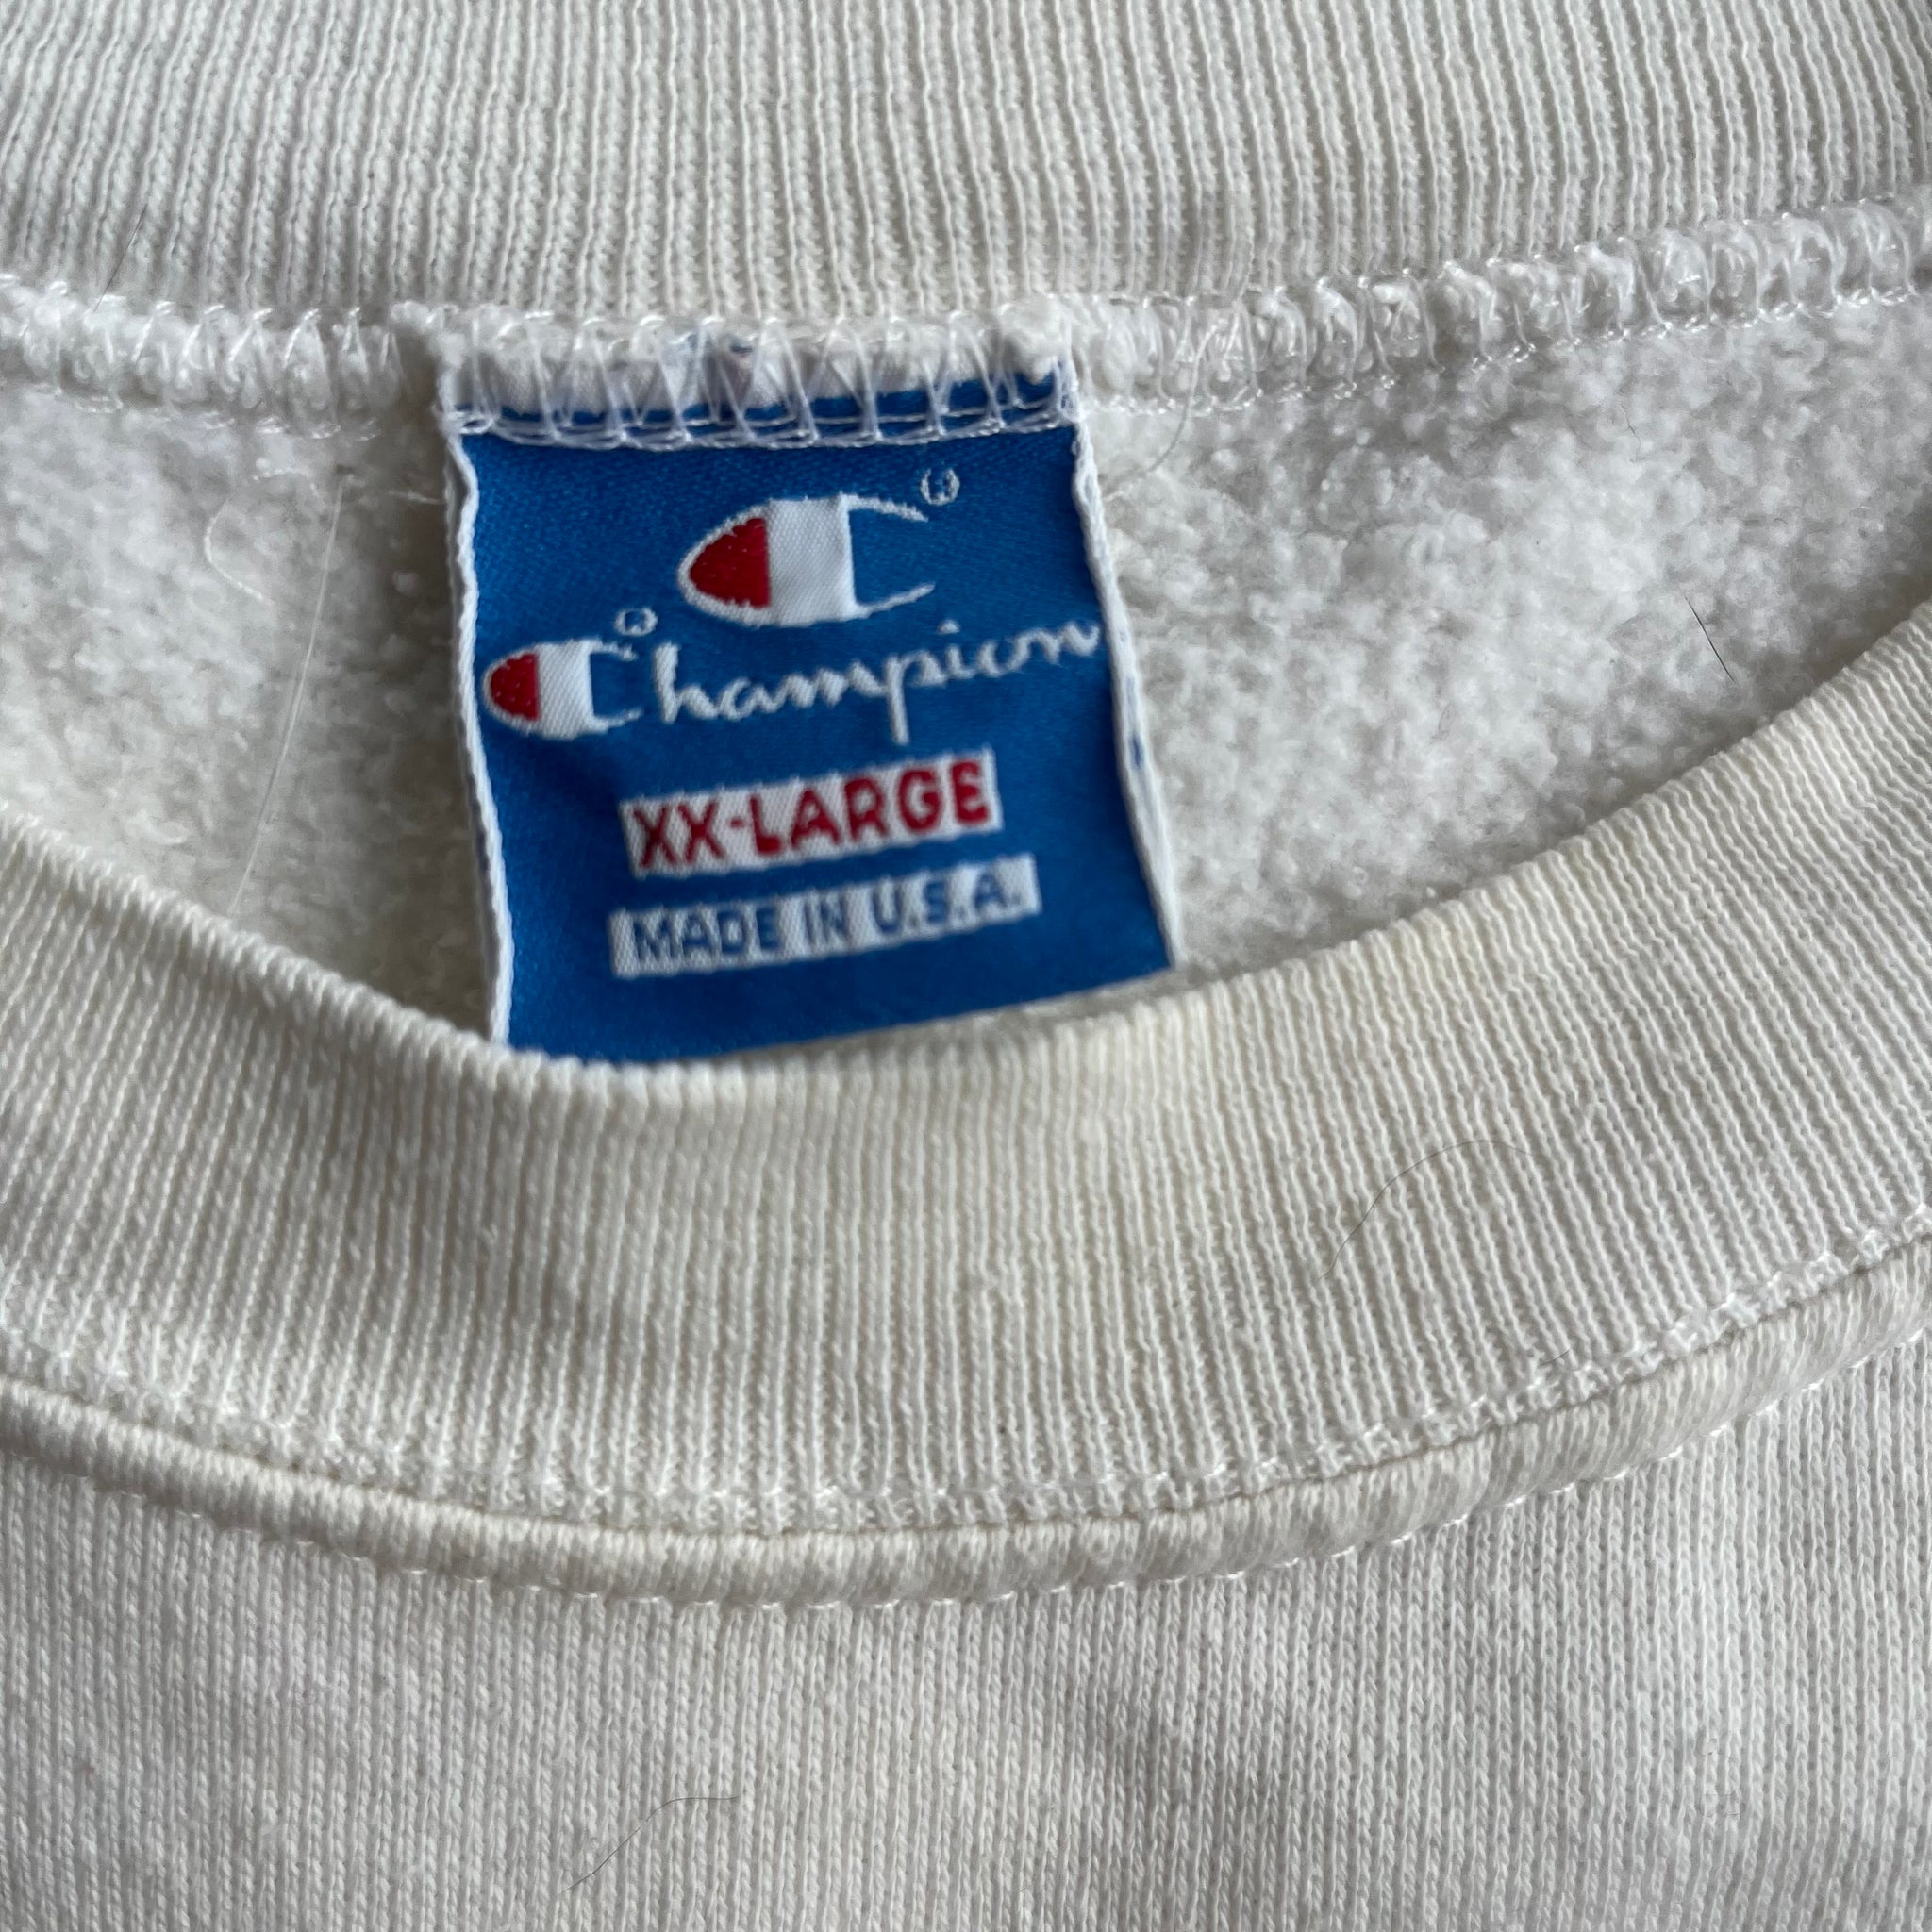 C®
Champion®
XX-LARGE
MADE IN U.S.A.